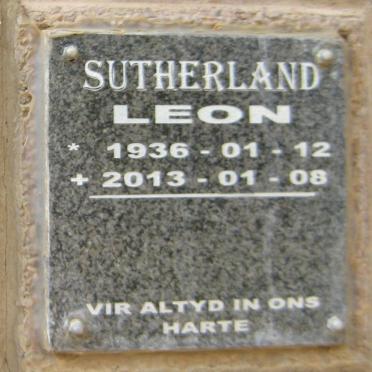 SUTHERLAND
LEON
* 1936 - 01 - 12
+ 2013 - 01 - 08
VIR ALTYD IN ONS
HARTE